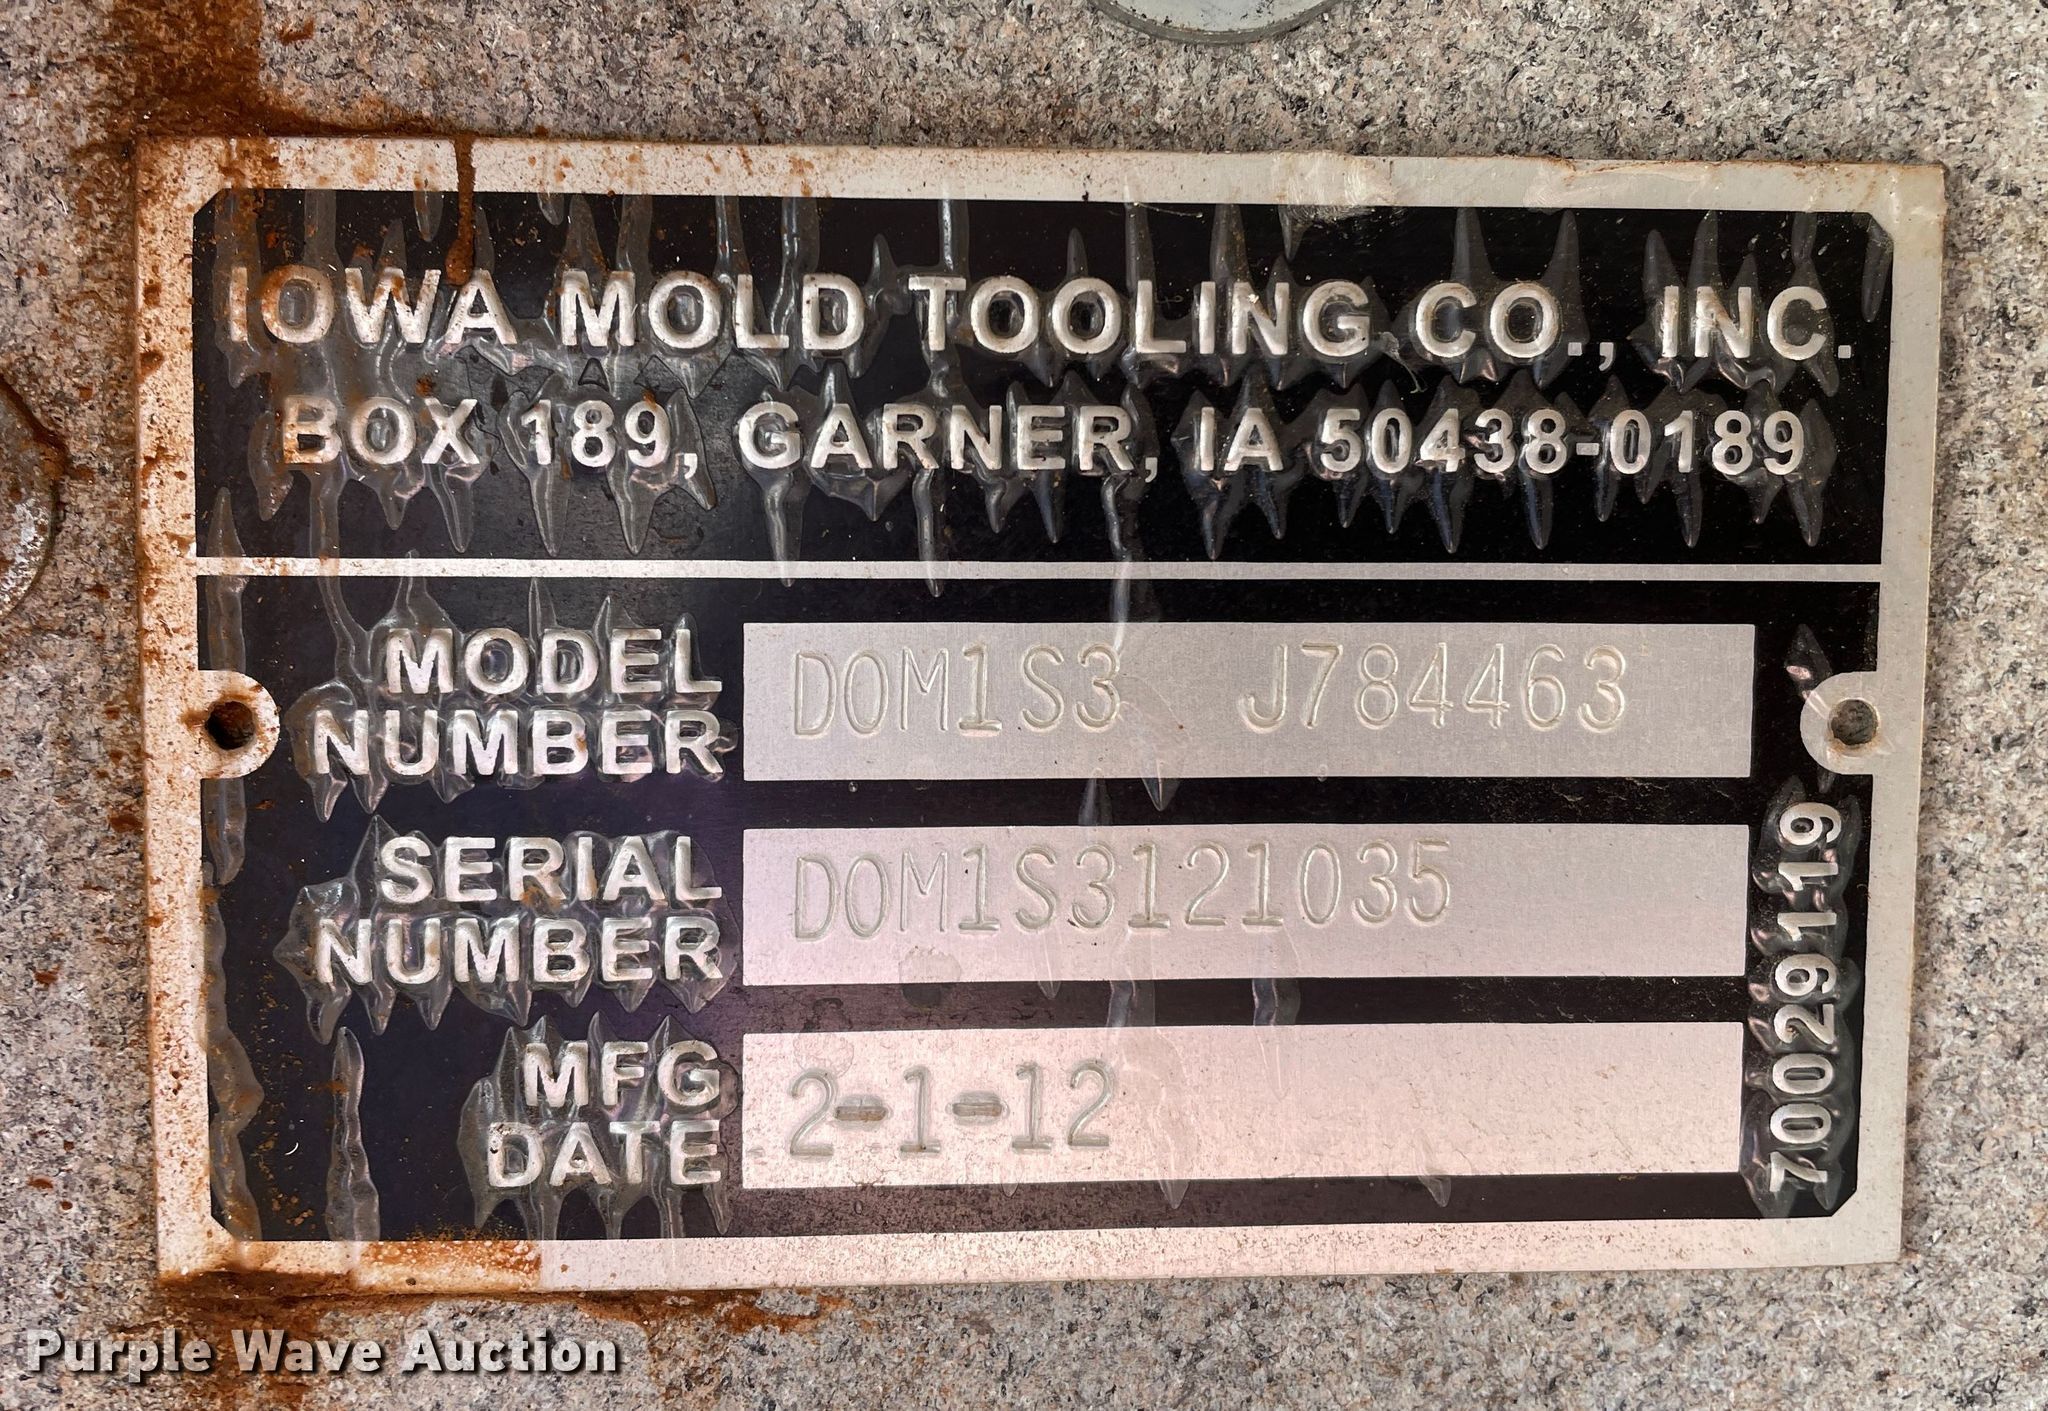 IOWA MOLD TOOLING CO., INC.
BOX 189, GARNER, IA 50438-0189
MODEL NUMBER DOM1S3 J784463
SERIAL NUMBER DOM1S3121035
MFG DATE 2-1-12
70029119
Purple Wave Auction